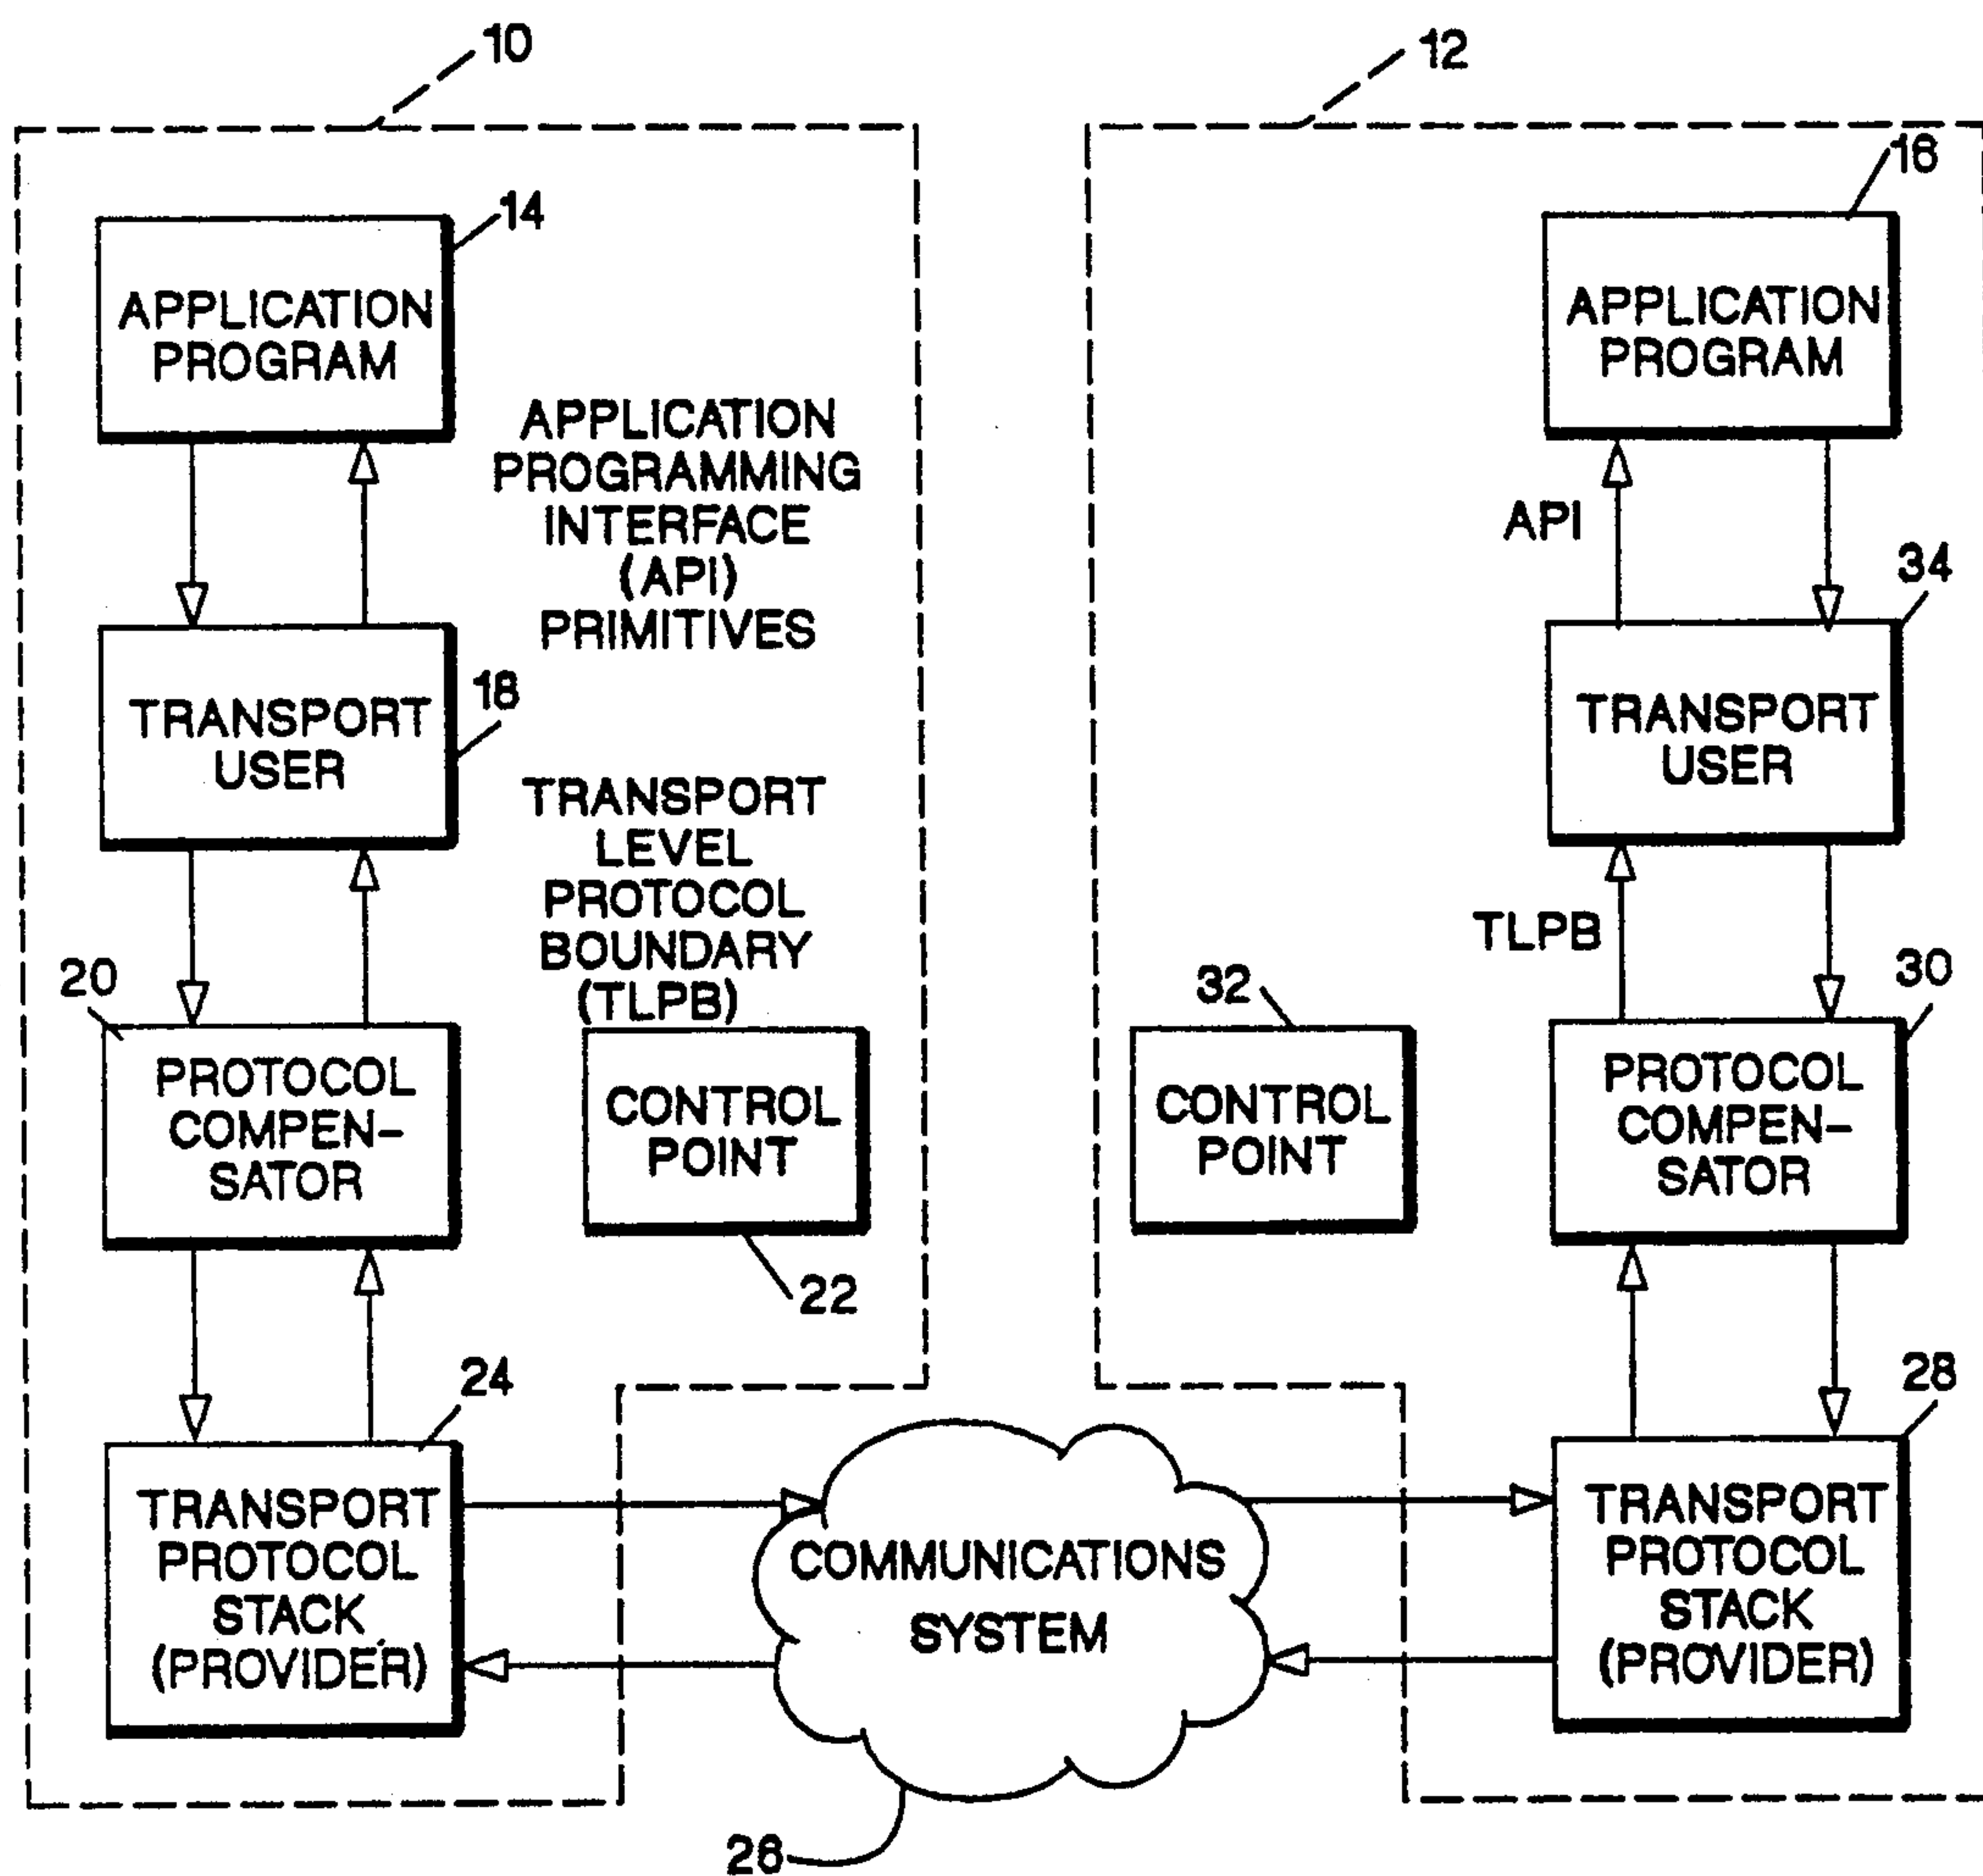 10
12
14
APPLICATION
PROGRAM
APPLICATION
PROGRAMMING
INTERFACE
(API)
PRIMITIVES
18
TRANSPORT
USER
TRANSPORT
LEVEL
PROTOCOL
BOUNDARY
(TLPB)
20
PROTOCOL
COMPEN-
SATOR
CONTROL
POINT
22
24
TRANSPORT
PROTOCOL
STACK
(PROVIDER)
16
APPLICATION
PROGRAM
API
34
TRANSPORT
USER
TLPB
32
CONTROL
POINT
30
PROTOCOL
COMPEN-
SATOR
28
TRANSPORT
PROTOCOL
STACK
(PROVIDER)
COMMUNICATIONS
SYSTEM
26